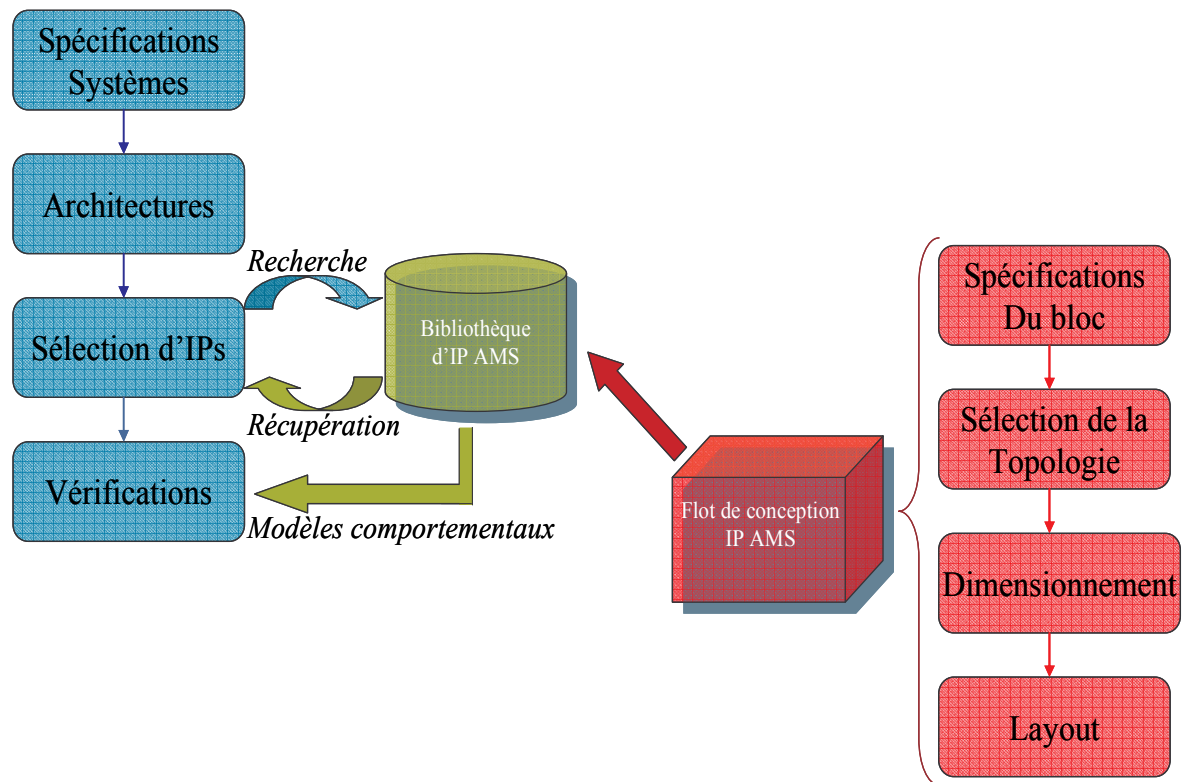 Spécifications
Systèmes
Architectures
Recherche
Sélection d'IPs
Bibliothèque
d'IP AMS
Récupération
Vérifications
Modèles comportementaux
Flot de conception
IP AMS
Spécifications
Du bloc
Sélection de la
Topologie
Dimensionnement
Layout